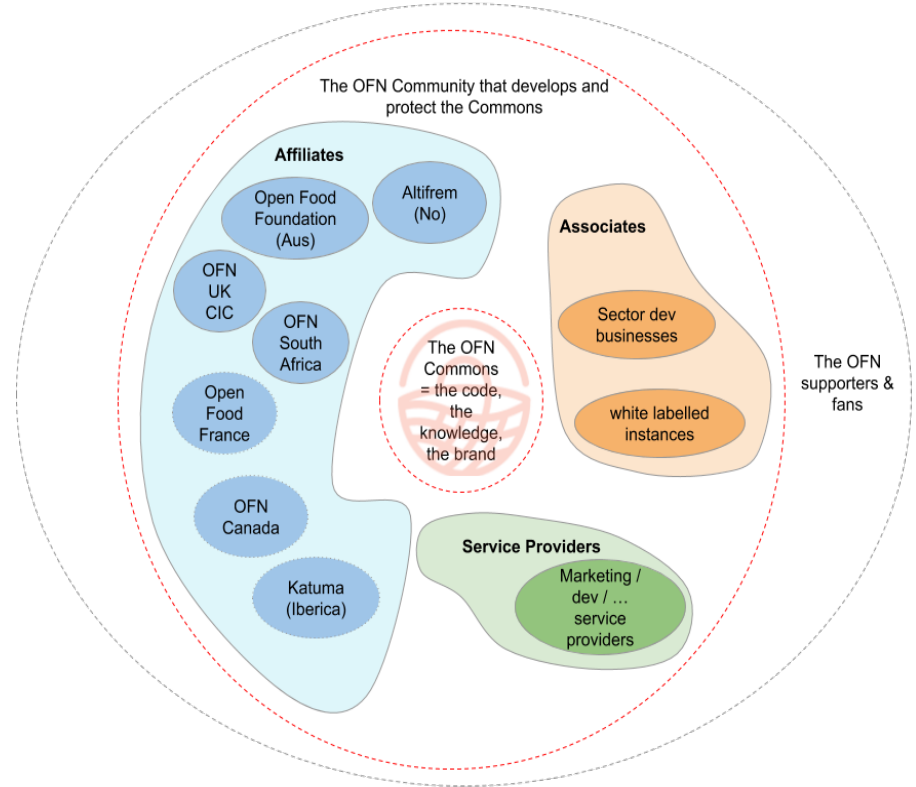 The OFN Community that develops and
protect the Commons
Affiliates
Open Food
Foundation
(Aus)
Altifrem
(No)
OFN
UK
CIC
OFN
South
Africa
Open
Food
France
OFN
Canada
Katuma
(Iberica)
The OFN
Commons
= the code,
the
knowledge,
the brand
Associates
Sector dev
businesses
white labelled
instances
Service Providers
Marketing /
dev / …
service
providers
The OFN
supporters &
fans